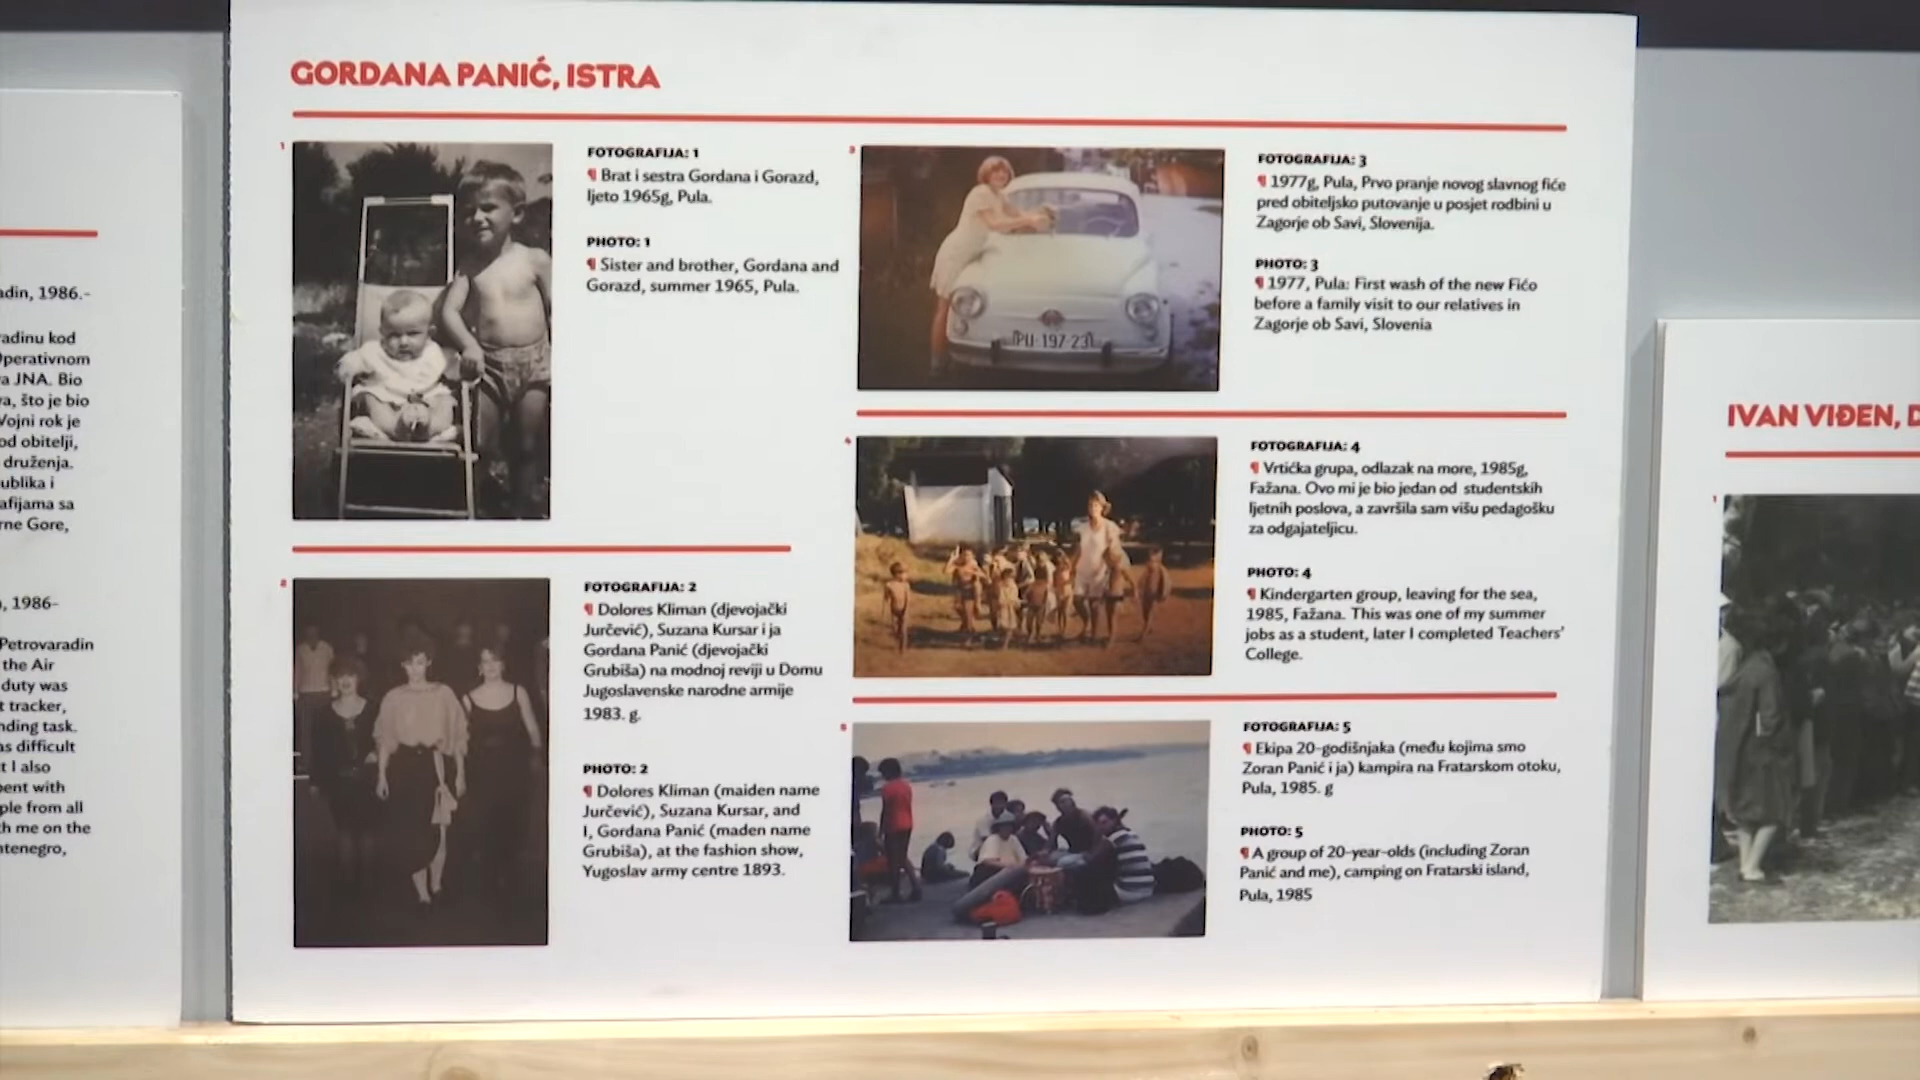 adin, 1986.-
adinu kod
Operativnom
a JNA. Bio
ra, što je bio
Vojni rok je
od obitelji,
druženja.
ublika i
afijama sa
rne Gore,
, 1986-
Petrovaradin
the Air
duty was
t tracker,
nding task.
as difficult
t I also
pent with
ple from all
h me on the
ntenegro,
GORDANA PANIĆ, ISTRA
1
FOTOGRAFIJA: 1
¶ Brat i sestra Gordana i Gorazd,
ljeto 1965g, Pula.
PHOTO: 1
¶ Sister and brother, Gordana and
Gorazd, summer 1965, Pula.
2
FOTOGRAFIJA: 2
¶ Dolores Kliman (djevojački
Jurčević), Suzana Kursar i ja
Gordana Panić (djevojački
Grubiša) na modnoj reviji u Domu
Jugoslavenske narodne armije
1983. g.
PHOTO: 2
¶ Dolores Kliman (maiden name
Jurčević), Suzana Kursar, and
I, Gordana Panić (maden name
Grubiša), at the fashion show,
Yugoslav army centre 1893.
3
PU·197·231
FOTOGRAFIJA: 3
¶ 1977g, Pula, Prvo pranje novog slavnog fiće
pred obiteljsko putovanje u posjet rodbini u
Zagorje ob Savi, Slovenija.
PHOTO: 3
¶ 1977, Pula: First wash of the new Fićo
before a family visit to our relatives in
Zagorje ob Savi, Slovenia
4
FOTOGRAFIJA: 4
¶ Vrtićka grupa, odlazak na more, 1985g,
Fažana. Ovo mi je bio jedan od studentskih
ljetnih poslova, a završila sam višu pedagošku
za odgajateljicu.
PHOTO: 4
¶ Kindergarten group, leaving for the sea,
1985, Fažana. This was one of my summer
jobs as a student, later I completed Teachers'
College.
5
FOTOGRAFIJA: 5
¶ Ekipa 20-godišnjaka (među kojima smo
Zoran Panić i ja) kampira na Fratarskom otoku,
Pula, 1985. g
PHOTO: 5
¶ A group of 20-year-olds (including Zoran
Panić and me), camping on Fratarski island,
Pula, 1985
IVAN VIĐEN, D
1